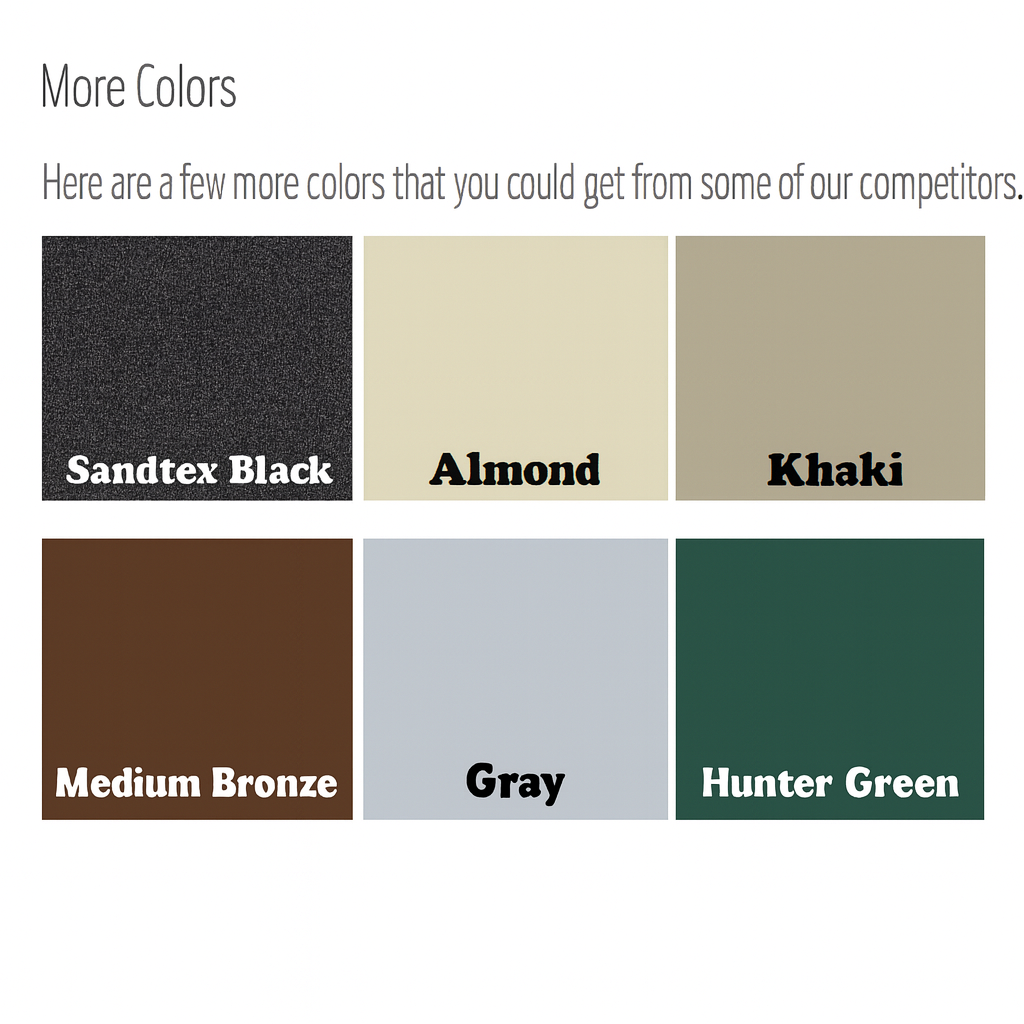 More Colors
Here are a few more colors that you could get from some of our competitors.
Sandtex Black
Almond
Khaki
Medium Bronze
Gray
Hunter Green